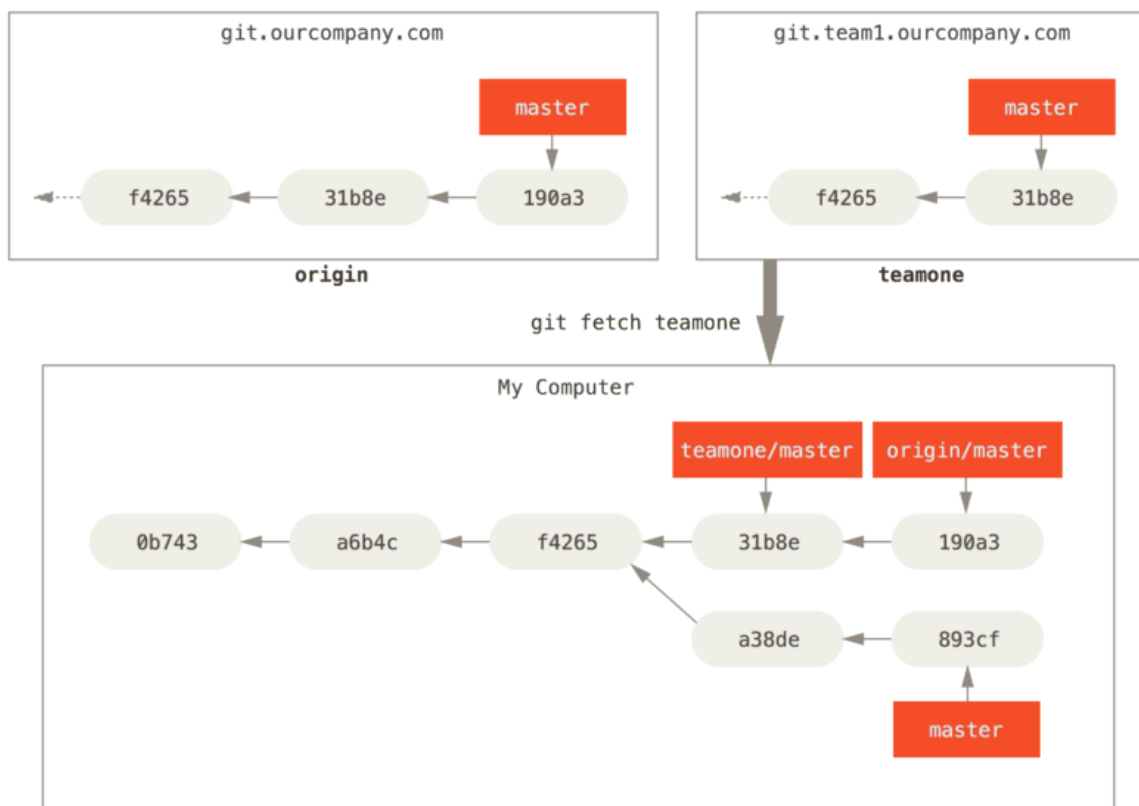 git.ourcompany.com
master
f4265
31b8e
190a3
origin
git.team1.ourcompany.com
master
f4265
31b8e
teamone
git fetch teamone
My Computer
teamone/master
origin/master
0b743
a6b4c
f4265
31b8e
190a3
a38de
893cf
master